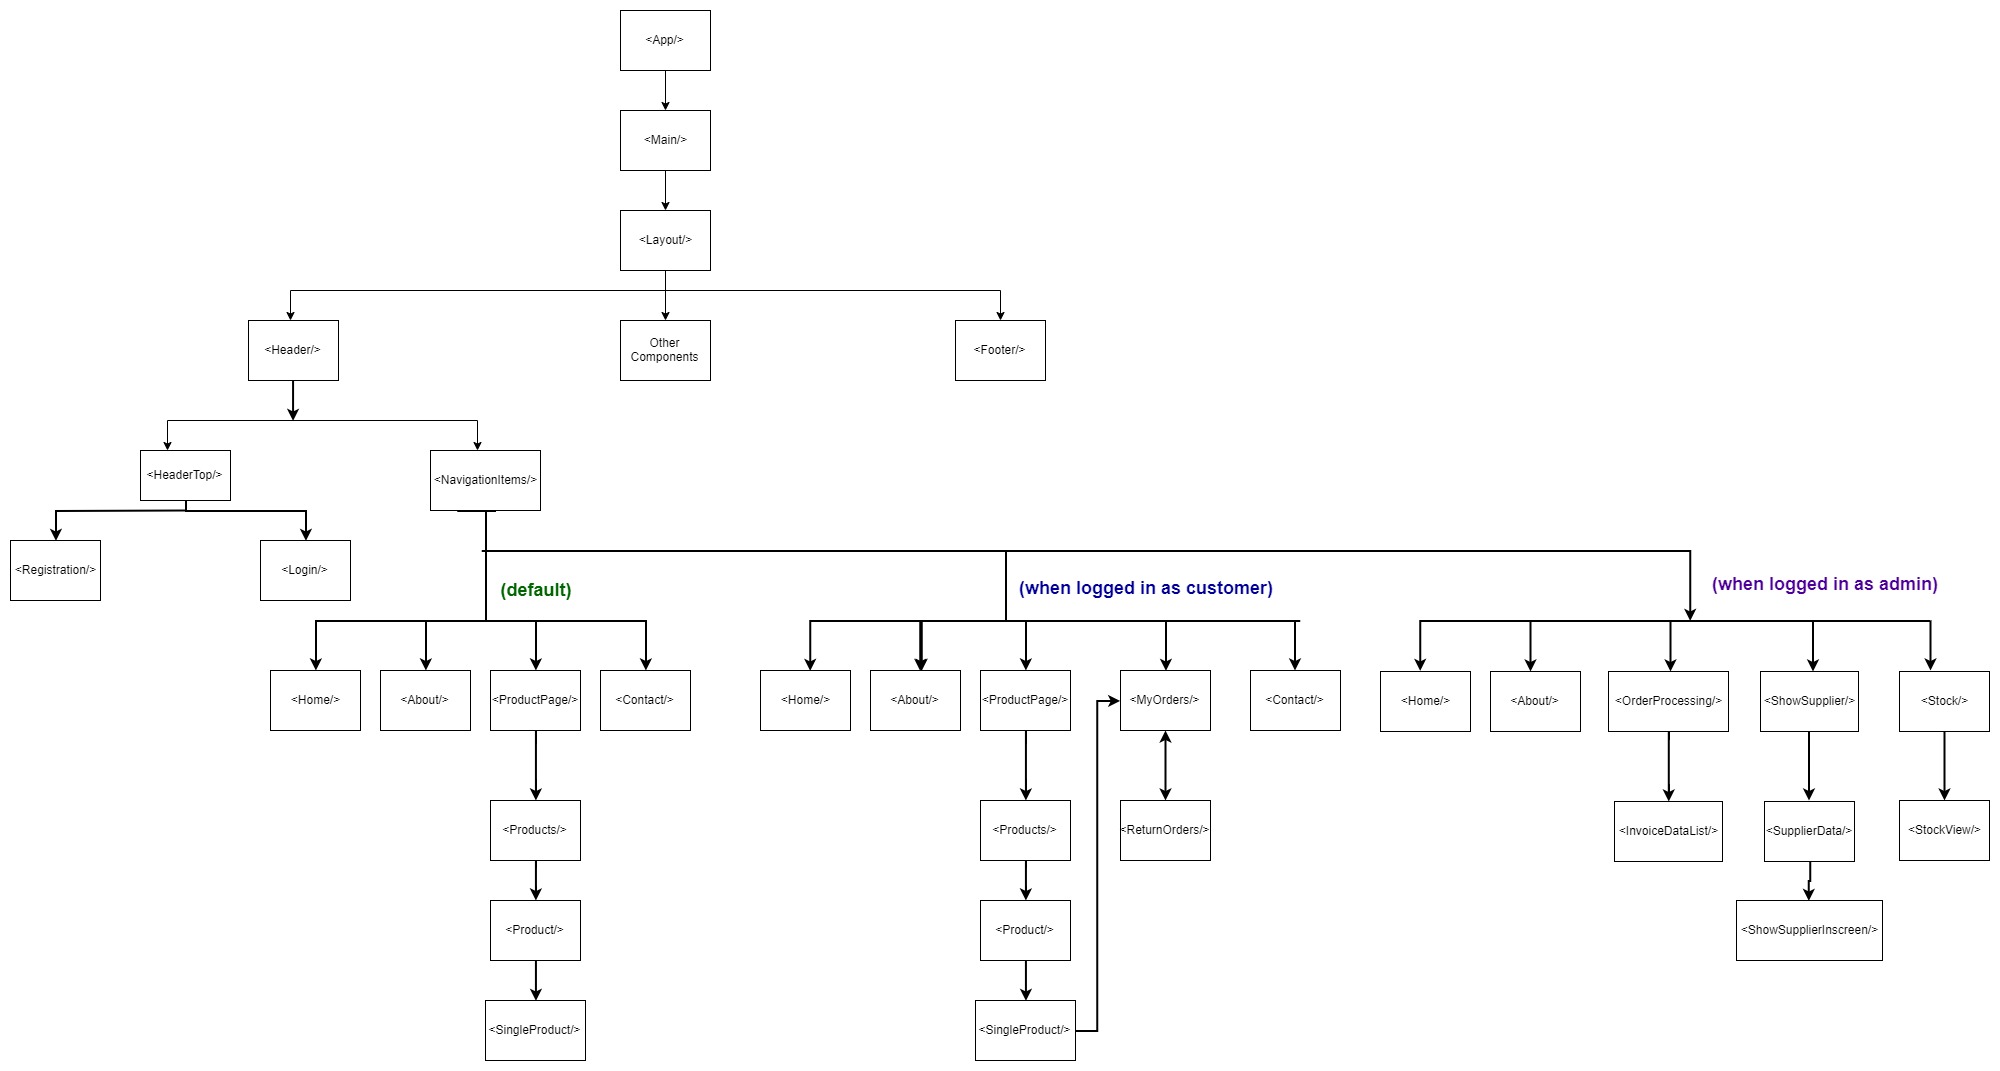 <App/>
<Main/>
<Layout/>
<Header/>
Other
Components
<Footer/>
<HeaderTop/>
<NavigationItems/>
<Registration/>
<Login/>
(default)
(when logged in as customer)
(when logged in as admin)
<Home/>
<About/>
<ProductPage/>
<Contact/>
<Home/>
<About/>
<ProductPage/>
<MyOrders/>
<Contact/>
<Home/>
<About/>
<OrderProcessing/>
<ShowSupplier/>
<Stock/>
<Products/>
<Products/>
<ReturnOrders/>
<InvoiceDataList/>
<SupplierData/>
<StockView/>
<Product/>
<Product/>
<ShowSupplierInscreen/>
<SingleProduct/>
<SingleProduct/>